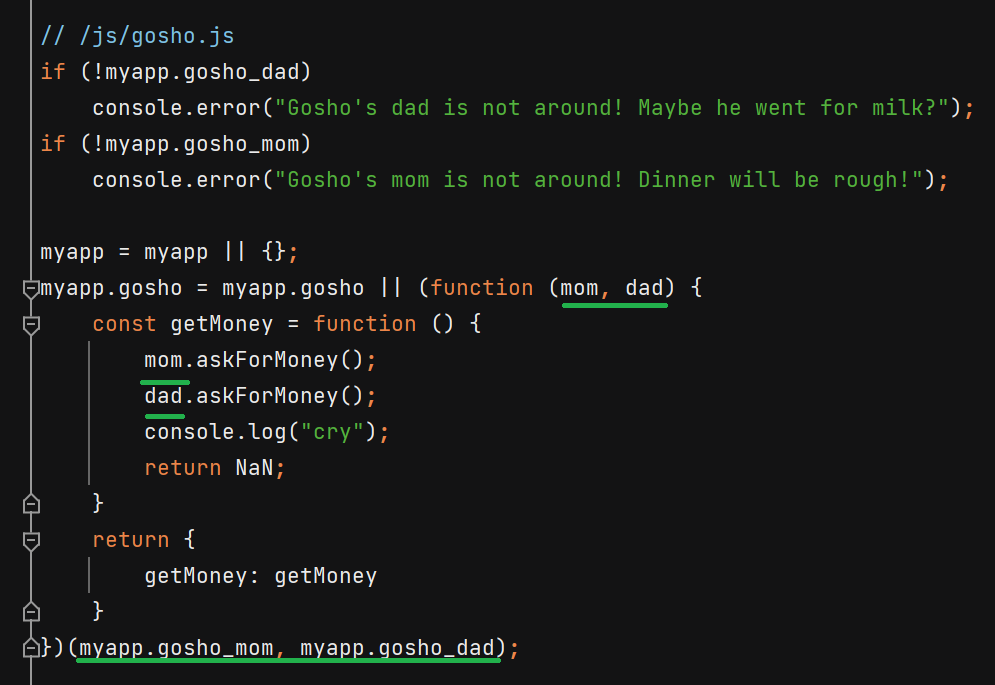 // /js/gosho.js
if (!myapp.gosho_dad)
    console.error("Gosho's dad is not around! Maybe he went for milk?");
if (!myapp.gosho_mom)
    console.error("Gosho's mom is not around! Dinner will be rough!");

myapp = myapp || {};
myapp.gosho = myapp.gosho || (function (mom, dad) {
    const getMoney = function () {
        mom.askForMoney();
        dad.askForMoney();
        console.log("cry");
        return NaN;
    }
    return {
        getMoney: getMoney
    }
})(myapp.gosho_mom, myapp.gosho_dad);